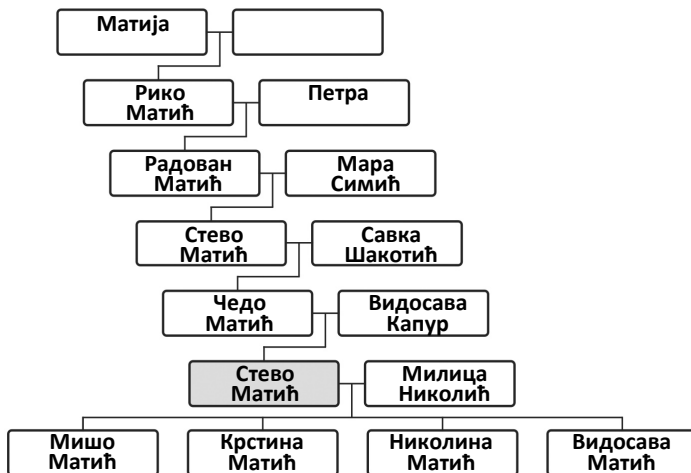 Матија
Рико
Матић
Петра
Радован
Матић
Мара
Симић
Стево
Матић
Савка
Шакотић
Чедо
Матић
Видосава
Капур
Стево
Матић
Милица
Николић
Мишо
Матић
Крстина
Матић
Николина
Матић
Видосава
Матић